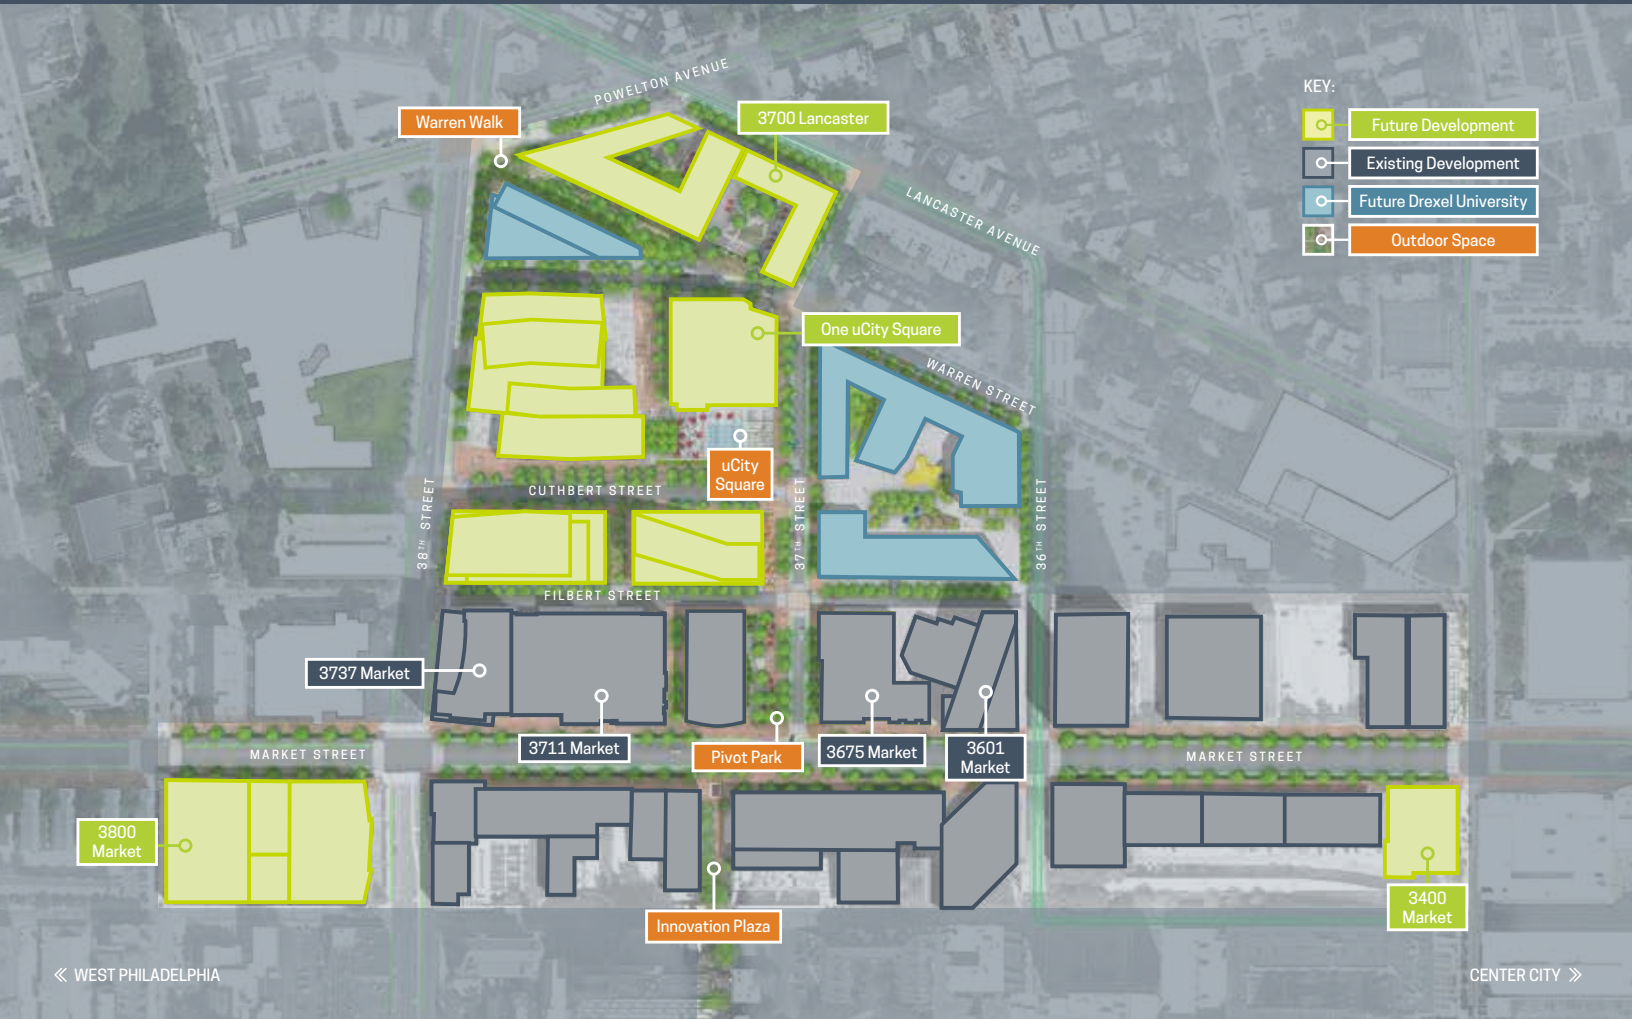 POWELTON AVENUE
Warren Walk
3700 Lancaster
KEY:
Future Development
Existing Development
Future Drexel University
Outdoor Space
LANCASTER AVENUE
One uCity Square
WARREN STREET
uCity
Square
CUTHBERT STREET
38TH STREET
37TH STREET
36TH STREET
FILBERT STREET
3737 Market
3711 Market
Pivot Park
3675 Market
3601
Market
MARKET STREET
MARKET STREET
3800
Market
3400
Market
Innovation Plaza
« WEST PHILADELPHIA
CENTER CITY »